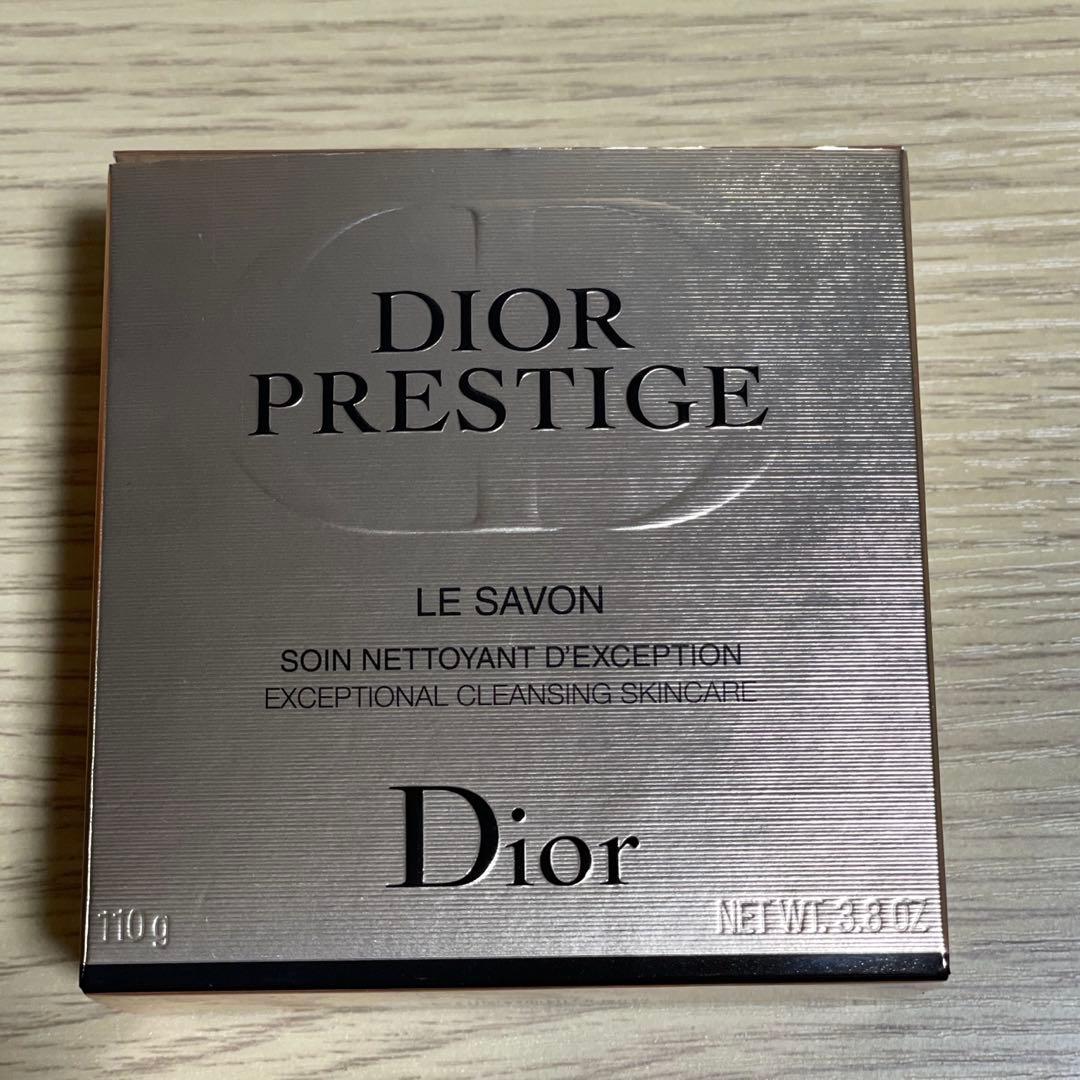 DIOR
PRESTIGE
LE SAVON
SOIN NETTOYANT D'EXCEPTION
EXCEPTIONAL CLEANSING SKINCARE
Dior
110 g NET WT. 3.8 OZ